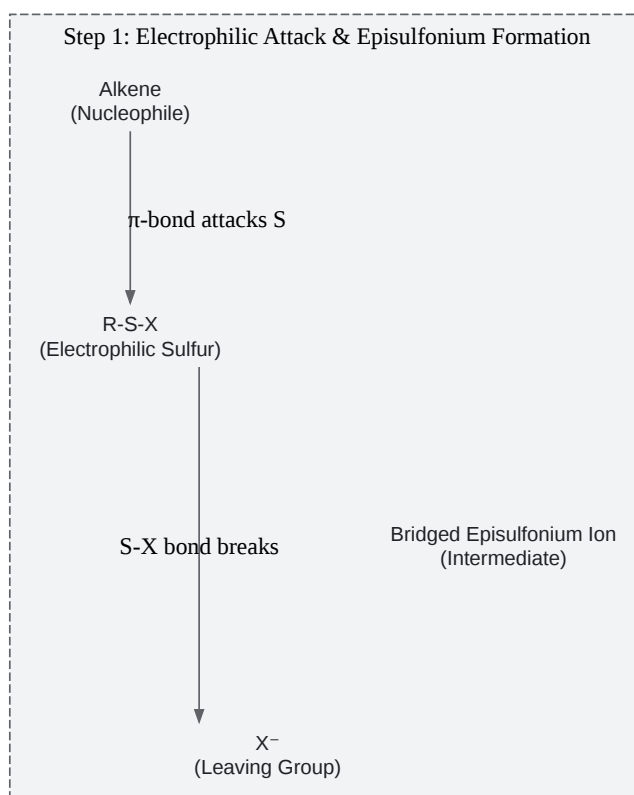 Step 1: Electrophilic Attack & Episulfonium Formation
Alkene
(Nucleophile)
π-bond attacks S
R-S-X
(Electrophilic Sulfur)
S-X bond breaks
Bridged Episulfonium Ion
(Intermediate)
X⁻
(Leaving Group)